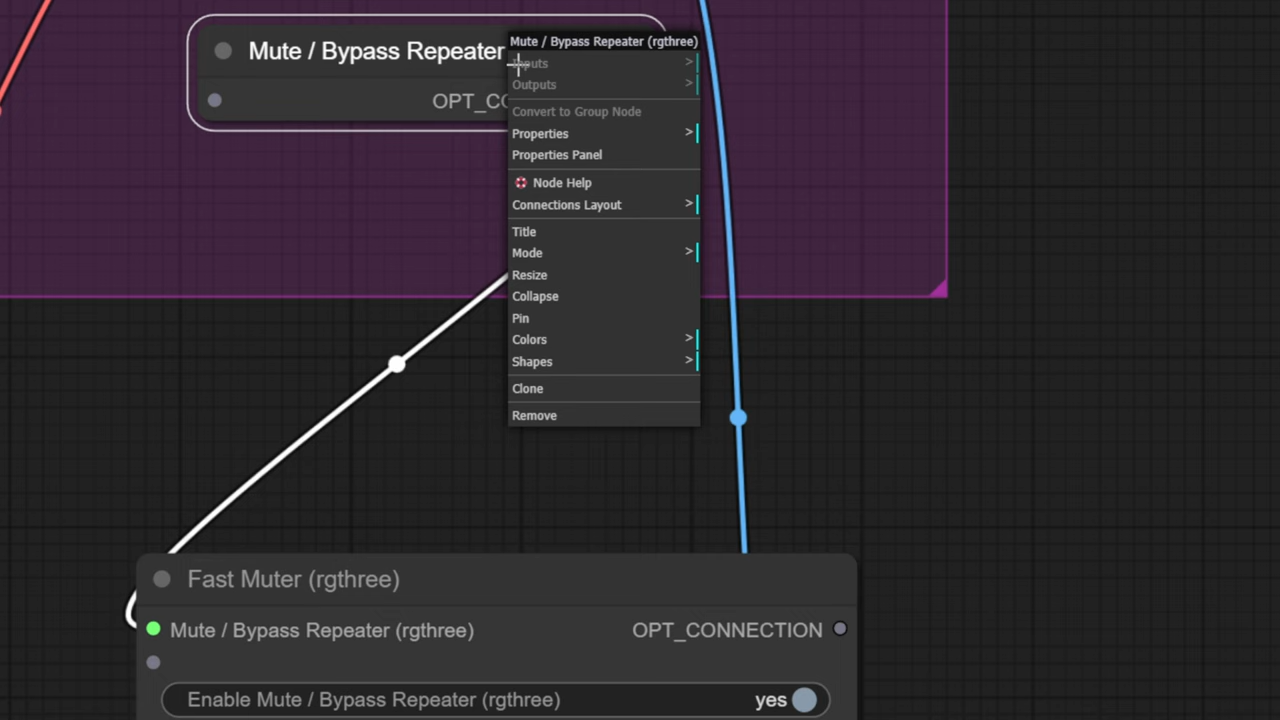 Mute / Bypass Repeater
Mute / Bypass Repeater (rgthree)
Inputs >
Outputs >
OPT_CO
Convert to Group Node
Properties >
Properties Panel
Node Help
Connections Layout >
Title
Mode >
Resize
Collapse
Pin
Colors >
Shapes >
Clone
Remove
Fast Muter (rgthree)
Mute / Bypass Repeater (rgthree) OPT_CONNECTION
Enable Mute / Bypass Repeater (rgthree) yes